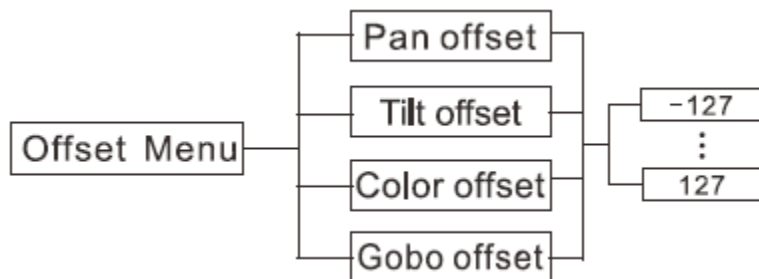 Offset Menu
Pan offset
Tilt offset
Color offset
Gobo offset
-127
⋮
127